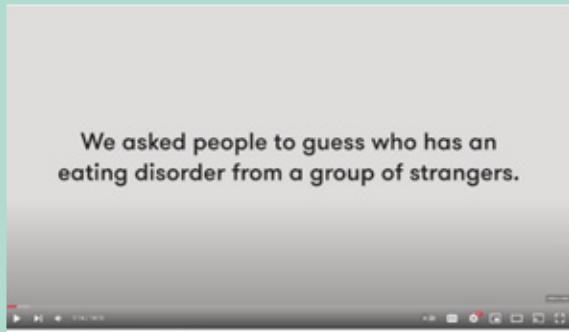 We asked people to guess who has an
eating disorder from a group of strangers.